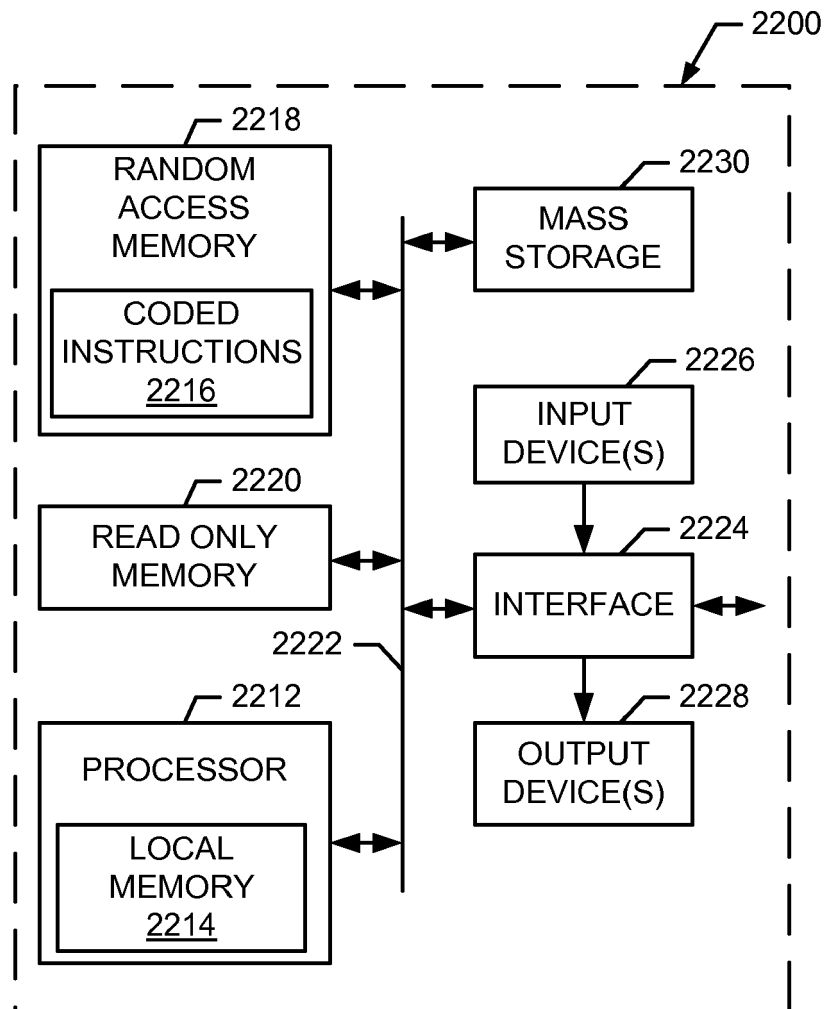 2200
2218
RANDOM
ACCESS
MEMORY
CODED
INSTRUCTIONS
2216
2230
MASS
STORAGE
2226
INPUT
DEVICE(S)
2220
READ ONLY
MEMORY
2224
INTERFACE
2222
2212
PROCESSOR
LOCAL
MEMORY
2214
2228
OUTPUT
DEVICE(S)